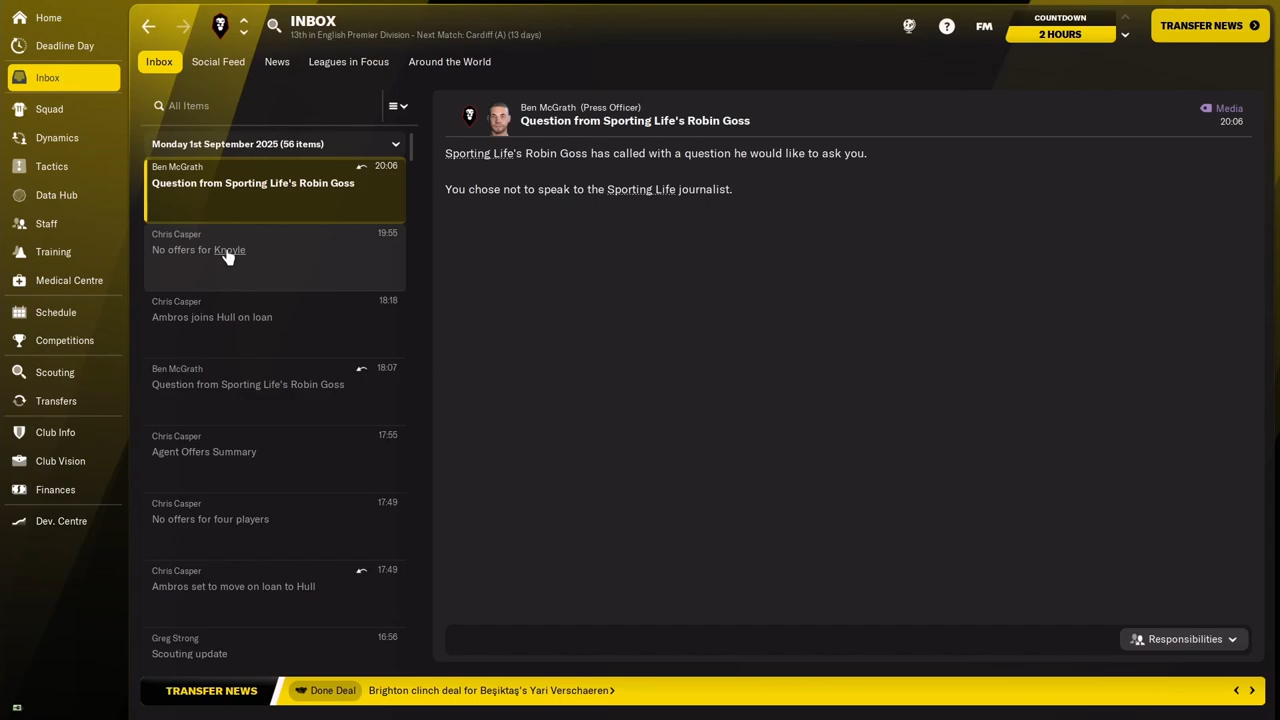 Home
Deadline Day
Inbox
Squad
Dynamics
Tactics
Data Hub
Staff
Training
Medical Centre
Schedule
Competitions
Scouting
Transfers
Club Info
Club Vision
Finances
Dev. Centre
INBOX
13th in English Premier Division - Next Match: Cardiff (A) (13 days)
FM
COUNTDOWN
2 HOURS
TRANSFER NEWS
Inbox
Social Feed
News
Leagues in Focus
Around the World
All Items
Monday 1st September 2025 (56 items)
Ben McGrath
20:06
Question from Sporting Life's Robin Goss
Chris Casper
19:55
No offers for Knoyle
Chris Casper
18:18
Ambros joins Hull on loan
Ben McGrath
18:07
Question from Sporting Life's Robin Goss
Chris Casper
17:55
Agent Offers Summary
Chris Casper
17:49
No offers for four players
Chris Casper
17:49
Ambros set to move on loan to Hull
Greg Strong
16:56
Scouting update
Ben McGrath (Press Officer)
Question from Sporting Life's Robin Goss
Media
20:06
Sporting Life's Robin Goss has called with a question he would like to ask you.
You chose not to speak to the Sporting Life journalist.
Responsibilities
TRANSFER NEWS
Done Deal
Brighton clinch deal for Beşiktaş's Yari Verschaeren